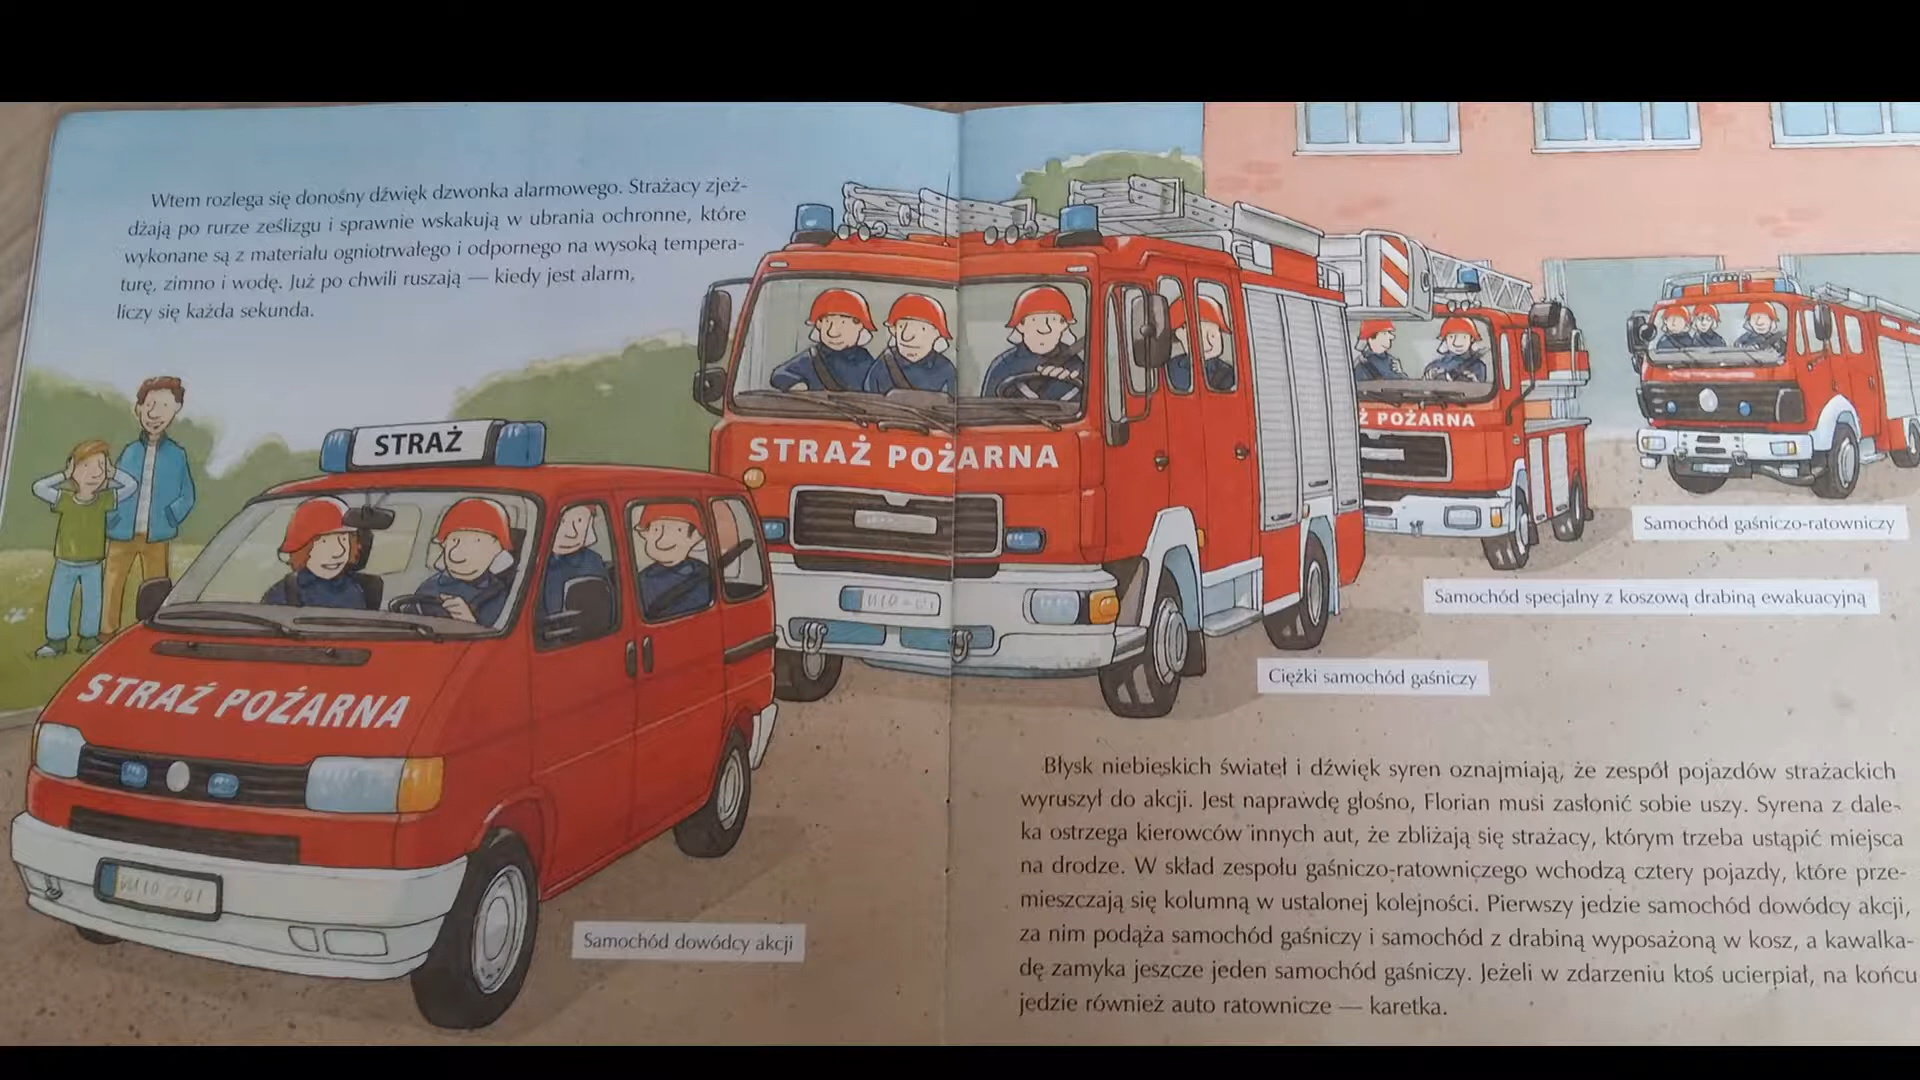 Wtem rozlega się donośny dźwięk dzwonka alarmowego. Strażacy zjeż-
dżają po rurze ześlizgu i sprawnie wskakują w ubrania ochronne, które
wykonane są z materiału ogniotrwałego i odpornego na wysoką tempera-
turę, zimno i wodę. Już po chwili ruszają — kiedy jest alarm,
liczy się każda sekunda.
STRAŻ
STRAŻ POŻARNA
STRAŻ POŻARNA
Ż POŻARNA
Samochód gaśniczo-ratowniczy
Samochód specjalny z koszową drabiną ewakuacyjną
Ciężki samochód gaśniczy
Samochód dowódcy akcji
Błysk niebieskich świateł i dźwięk syren oznajmiają, że zespół pojazdów strażackich
wyruszył do akcji. Jest naprawdę głośno, Florian musi zasłonić sobie uszy. Syrena z dale-
ka ostrzega kierowców innych aut, że zbliżają się strażacy, którym trzeba ustąpić miejsca
na drodze. W skład zespołu gaśniczo-ratowniczego wchodzą cztery pojazdy, które prze-
mieszczają się kolumną w ustalonej kolejności. Pierwszy jedzie samochód dowódcy akcji,
za nim podąża samochód gaśniczy i samochód z drabiną wyposażoną w kosz, a kawalka-
dę zamyka jeszcze jeden samochód gaśniczy. Jeżeli w zdarzeniu ktoś ucierpiał, na końcu
jedzie również auto ratownicze — karetka.